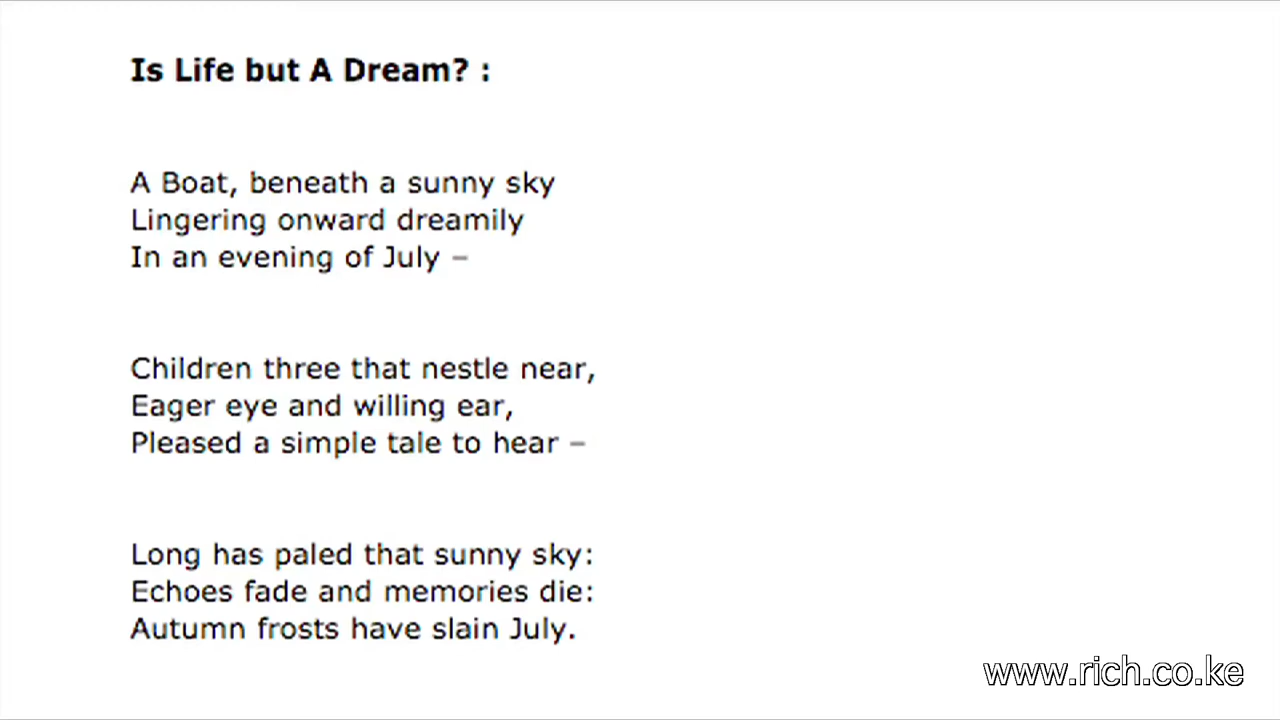 Is Life but A Dream? :
A Boat, beneath a sunny sky
Lingering onward dreamily
In an evening of July –
Children three that nestle near,
Eager eye and willing ear,
Pleased a simple tale to hear –
Long has paled that sunny sky:
Echoes fade and memories die:
Autumn frosts have slain July.
www.rich.co.ke